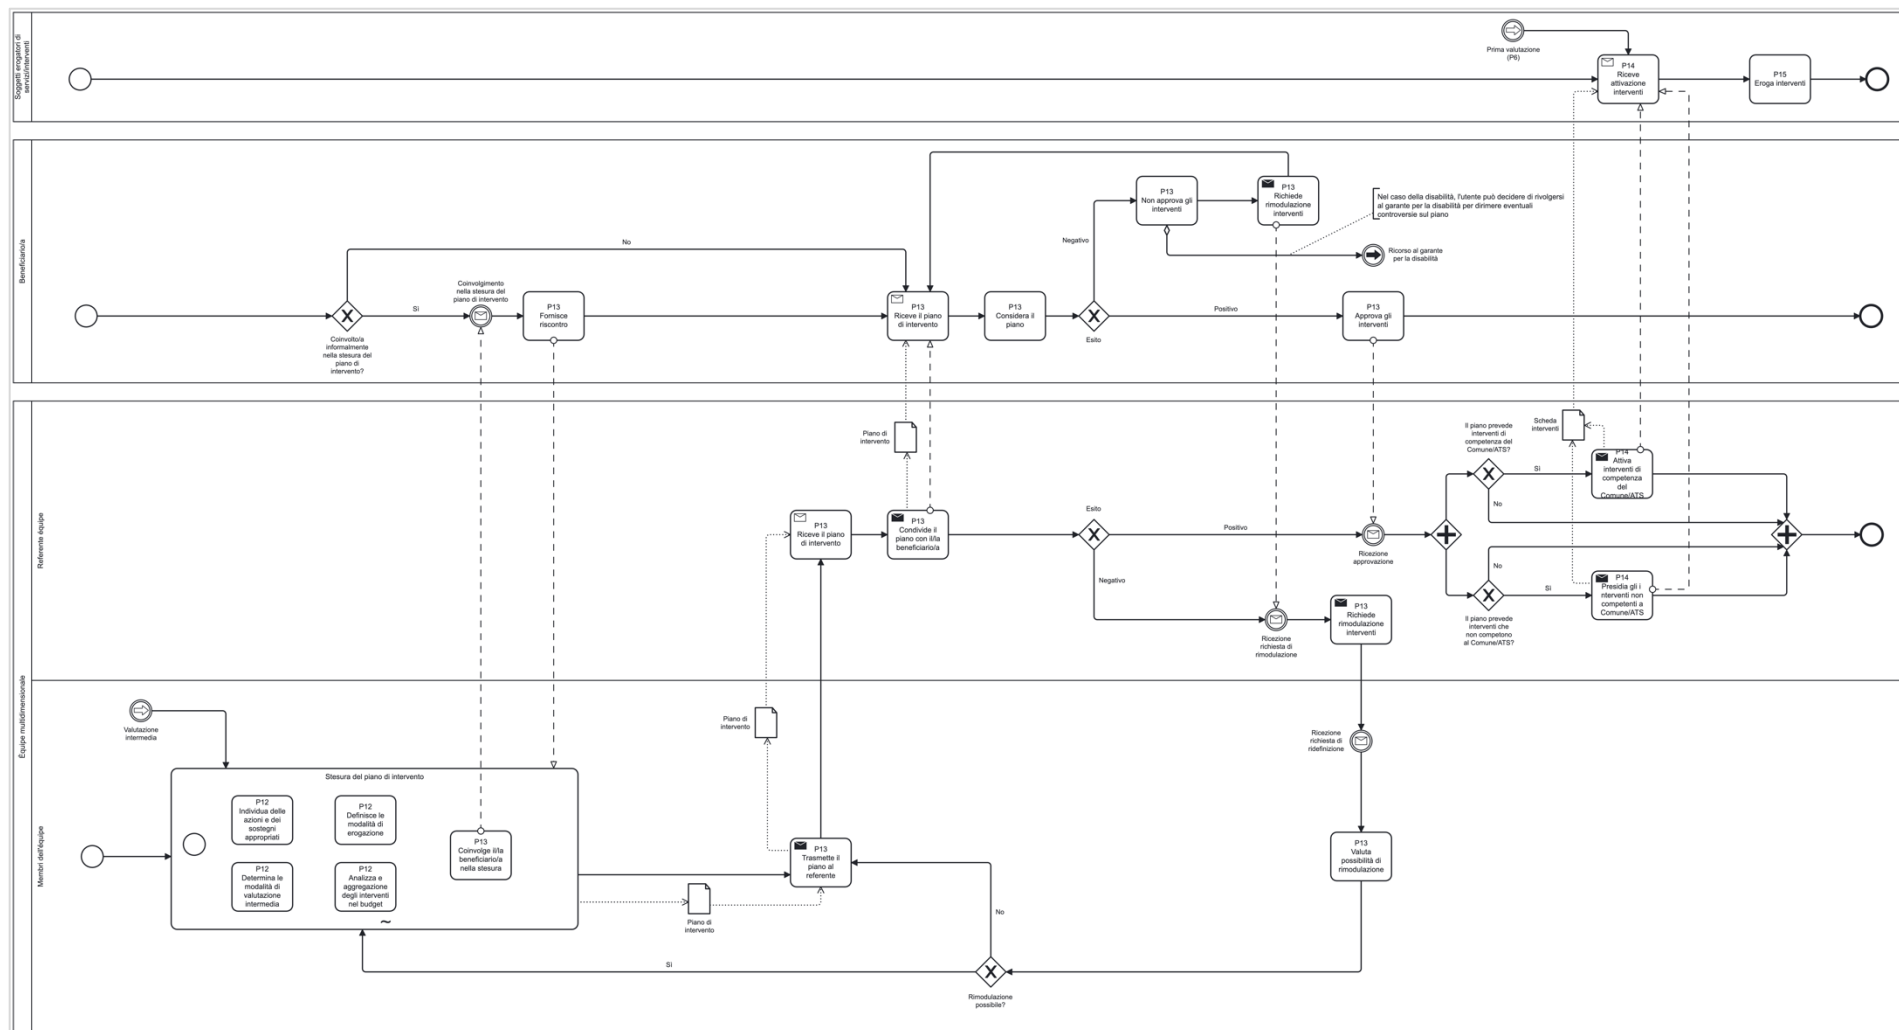 Soggetti erogatori di
servizi/interventi
Prima valutazione
(P6)
P14
Riceve
attivazione
interventi
P15
Eroga interventi
Beneficiario/a
No
Coinvolto/a
informalmente
nella stesura del
piano di
intervento?
Si
Coinvolgimento
nella stesura del
piano di intervento
P13
Fornisce
riscontro
P13
Riceve il piano
di intervento
P13
Considera il
piano
Esito
Negativo
Positivo
P13
Non approva gli
interventi
P13
Richiede
rimodulazione
interventi
Nel caso della disabilità, l'utente può decidere di rivolgersi
al garante per la disabilità per dirimere eventuali
controversie sul piano
Ricorso al garante
per la disabilità
P13
Approva gli
interventi
Équipe multidimensionale
Referente équipe
Piano di
intervento
P13
Riceve il piano
di intervento
P13
Condivide il
piano con il/la
beneficiario/a
Esito
Positivo
Negativo
Ricezione
approvazione
Ricezione
richiesta di
rimodulazione
P13
Richiede
rimodulazione
interventi
Il piano prevede
interventi di
competenza del
Comune/ATS?
Si
No
Scheda
interventi
P14
Attiva
interventi di
competenza
del
Comune/ATS
No
Si
Il piano prevede
interventi che
non competono
al Comune/ATS?
P14
Presidia gli i
nterventi non
competenti a
Comune/ATS
Membri dell'équipe
Valutazione
intermedia
Stesura del piano di intervento
P12
Individua delle
azioni e dei
sostegni
appropriati
P12
Definisce le
modalità di
erogazione
P12
Determina le
modalità di
valutazione
intermedia
P12
Analizza e
aggregazione
degli interventi
nel budget
P13
Coinvolge il/la
beneficiario/a
nella stesura
Piano di
intervento
Piano di
intervento
P13
Trasmette il
piano al
referente
Ricezione
richiesta di
ridefinizione
P13
Valuta
possibilità di
rimodulazione
No
Si
Rimodulazione
possibile?